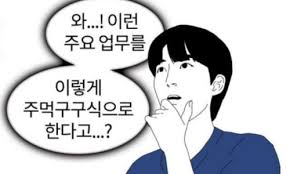 와...! 이런
주요 업무를
이렇게
주먹구구식으로
한다고...?